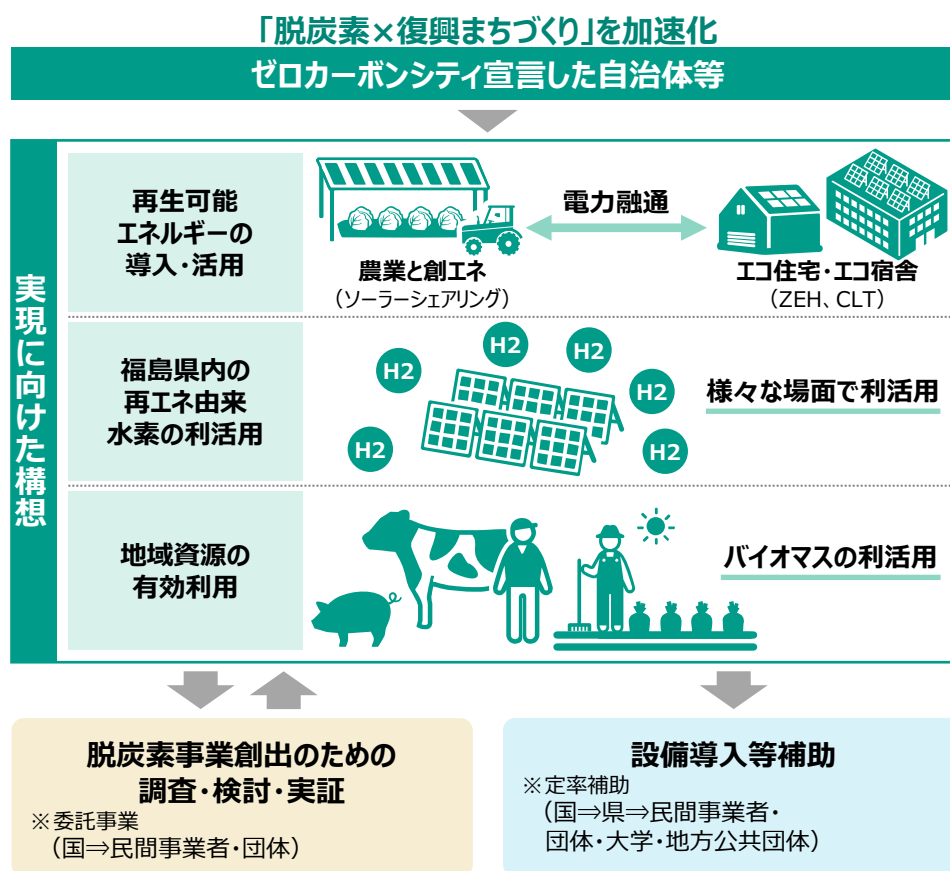 「脱炭素×復興まちづくり」を加速化
ゼロカーボンシティ宣言した自治体等
実現に向けた構想
再生可能
エネルギーの
導入・活用
農業と創エネ
（ソーラーシェアリング）
電力融通
エコ住宅・エコ宿舎
（ZEH、CLT）
福島県内の
再エネ由来
水素の利活用
H2
H2
H2
H2
H2
H2
H2
様々な場面で利活用
地域資源の
有効利用
バイオマスの利活用
脱炭素事業創出のための
調査・検討・実証
※委託事業
（国⇒民間事業者・団体）
設備導入等補助
※定率補助
（国⇒県⇒民間事業者・
団体・大学・地方公共団体）